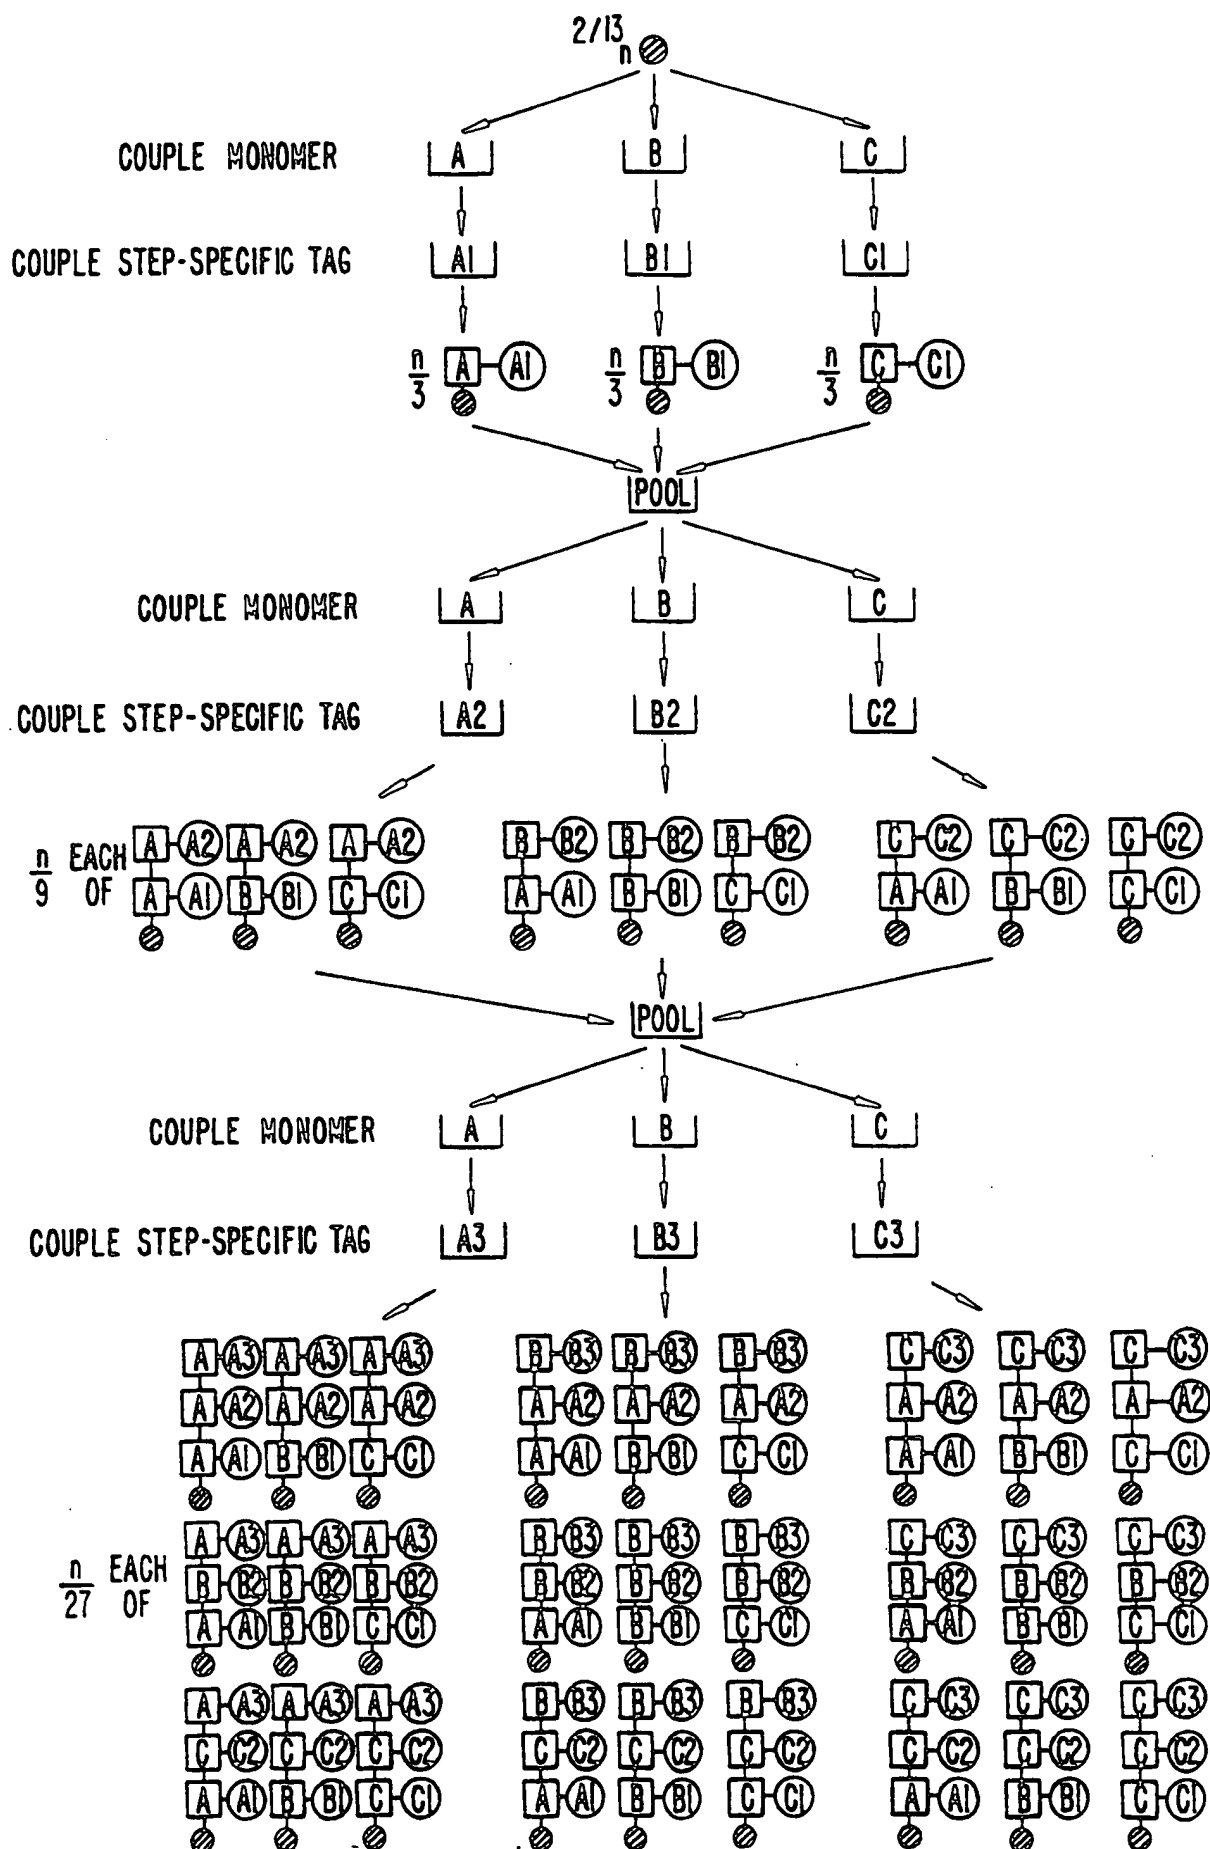 2/13
n
COUPLE MONOMER A B C
COUPLE STEP-SPECIFIC TAG A1 B1 C1
n/3 A A1 n/3 B B1 n/3 C C1
POOL
COUPLE MONOMER A B C
COUPLE STEP-SPECIFIC TAG A2 B2 C2
n/9 EACH OF
A A2 A A2 A A2 B B2 B B2 B B2 C C2 C C2 C C2
A A1 B B1 C C1 A A1 B B1 C C1 A A1 B B1 C C1
POOL
COUPLE MONOMER A B C
COUPLE STEP-SPECIFIC TAG A3 B3 C3
A A3 A A3 A A3 B B3 B B3 B B3 C C3 C C3 C C3
A A2 A A2 A A2 A A2 A A2 A A2 A A2 A A2 A A2
A A1 B B1 C C1 A A1 B B1 C C1 A A1 B B1 C C1
n/27 EACH OF
A A3 A A3 A A3 B B3 B B3 B B3 C C3 C C3 C C3
B B2 B B2 B B2 B B2 B B2 B B2 B B2 B B2 B B2
A A1 B B1 C C1 A A1 B B1 C C1 A A1 B B1 C C1
A A3 A A3 A A3 B B3 B B3 B B3 C C3 C C3 C C3
C C2 C C2 C C2 C C2 C C2 C C2 C C2 C C2 C C2
A A1 B B1 C C1 A A1 B B1 C C1 A A1 B B1 C C1